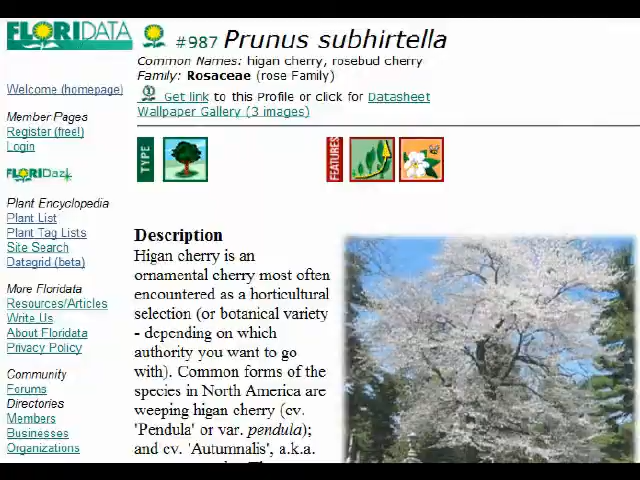 FLORIDATA
#987 Prunus subhirtella
Common Names: higan cherry, rosebud cherry
Family: Rosaceae (rose Family)
Get link to this Profile or click for Datasheet
Wallpaper Gallery (3 images)
Welcome (homepage)
Member Pages
Register (free!)
Login
FLORIDazk
Plant Encyclopedia
Plant List
Plant Tag Lists
Site Search
Datagrid (beta)
More Floridata
Resources/Articles
Write Us
About Floridata
Privacy Policy
Community
Forums
Directories
Members
Businesses
Organizations
TYPE
FEATURES
Description
Higan cherry is an
ornamental cherry most often
encountered as a horticultural
selection (or botanical variety
- depending on which
authority you want to go
with). Common forms of the
species in North America are
weeping higan cherry (cv.
'Pendula' or var. pendula);
and cv. 'Autumnalis', a.k.a.